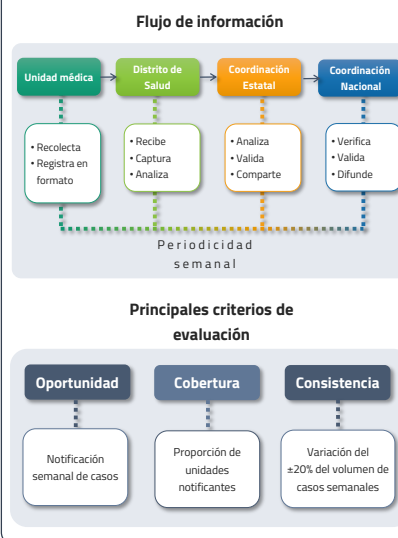 Flujo de información
Unidad médica
Distrito de
Salud
Coordinación
Estatal
Coordinación
Nacional
• Recolecta
• Registra en
formato
• Recibe
• Captura
• Analiza
• Analiza
• Valida
• Comparte
• Verifica
• Valida
• Difunde
Periodicidad
semanal
Principales criterios de
evaluación
Oportunidad
Cobertura
Consistencia
Notificación
semanal de casos
Proporción de
unidades
notificantes
Variación del
±20% del volumen de
casos semanales